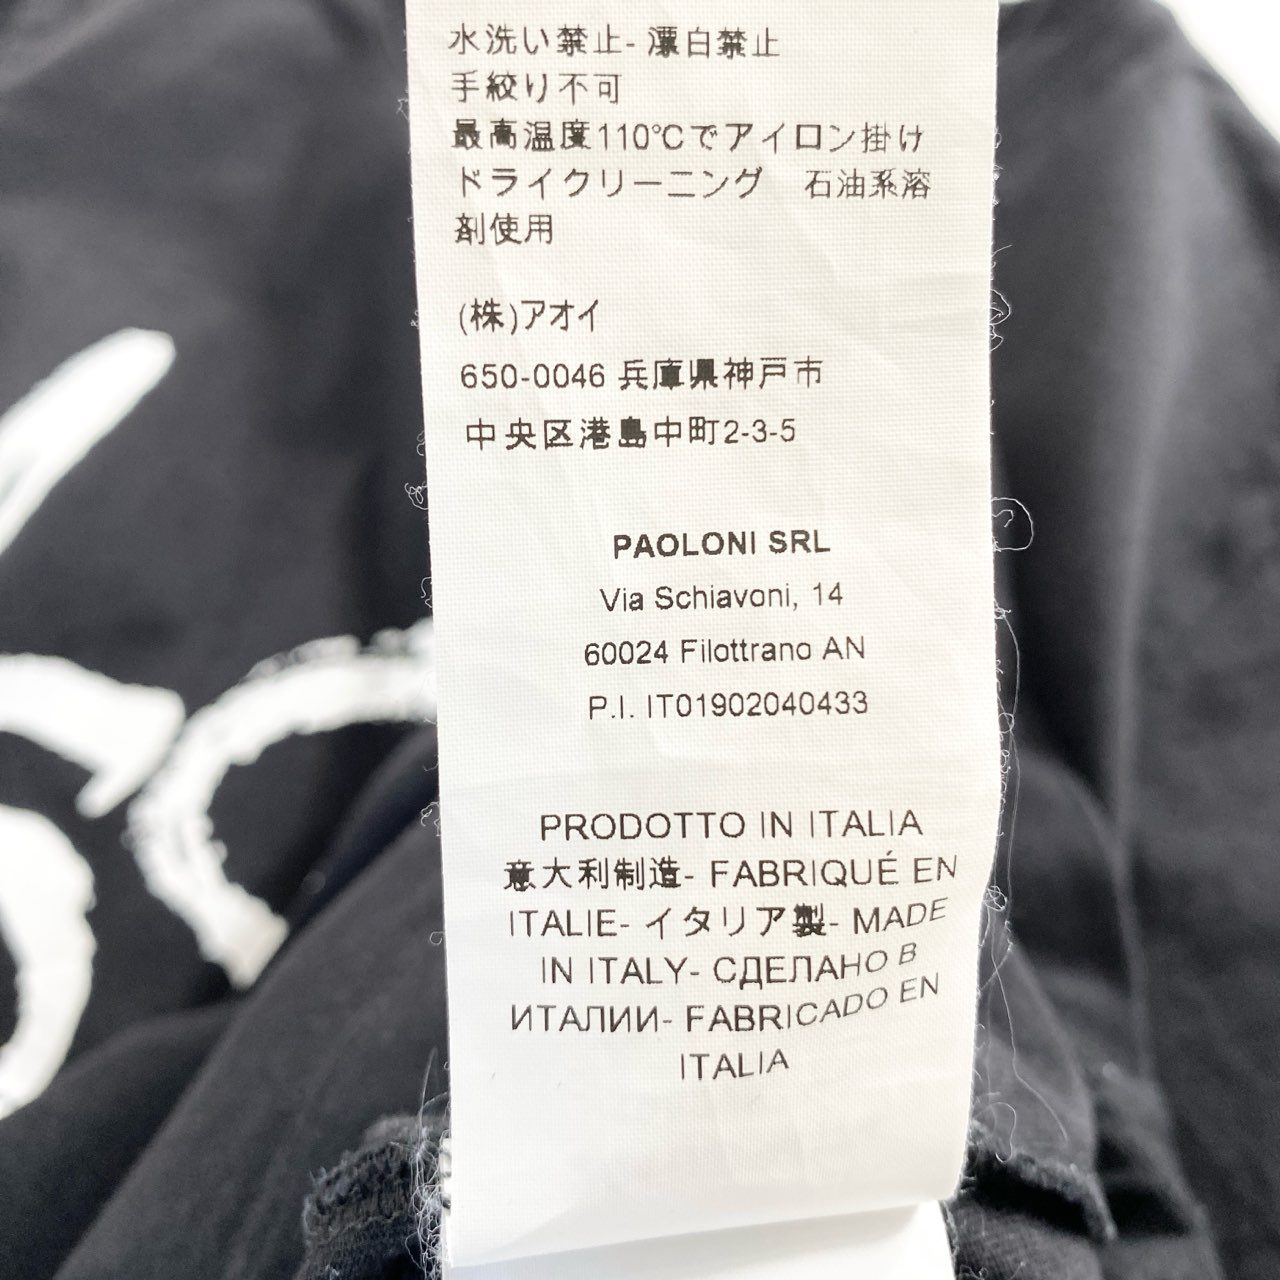 水洗い禁止- 漂白禁止
手絞り不可
最高温度110℃でアイロン掛け
ドライクリーニング　石油系溶
剤使用
(株)アオイ
650-0046 兵庫県神戸市
中央区港島中町2-3-5
PAOLONI SRL
Via Schiavoni, 14
60024 Filottrano AN
P.I. IT01902040433
PRODOTTO IN ITALIA
意大利制造- FABRIQUÉ EN
ITALIE- イタリア製- MADE
IN ITALY- СДЕЛАНО В
ИТАЛИИ- FABRICADO EN
ITALIA